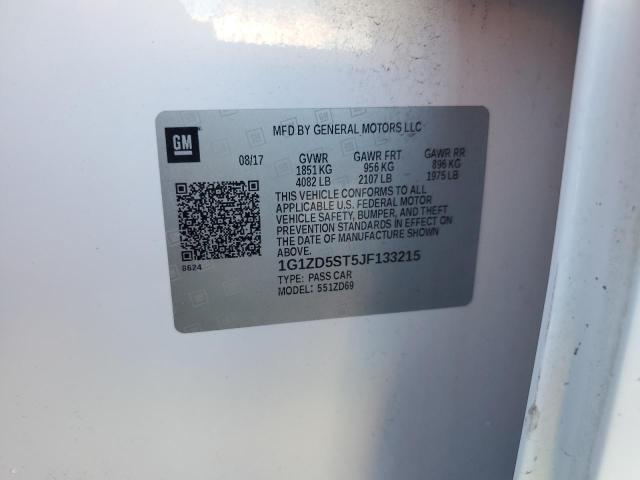 GM
MFD BY GENERAL MOTORS LLC
08/17 GVWR GAWR FRT GAWR RR
1851 KG 956 KG 896 KG
4082 LB 2107 LB 1975 LB
THIS VEHICLE CONFORMS TO ALL
APPLICABLE U.S. FEDERAL MOTOR
VEHICLE SAFETY, BUMPER, AND THEFT
PREVENTION STANDARDS IN EFFECT ON
THE DATE OF MANUFACTURE SHOWN
ABOVE.
8624
1G1ZD5ST5JF133215
TYPE: PASS CAR
MODEL: 551ZD69